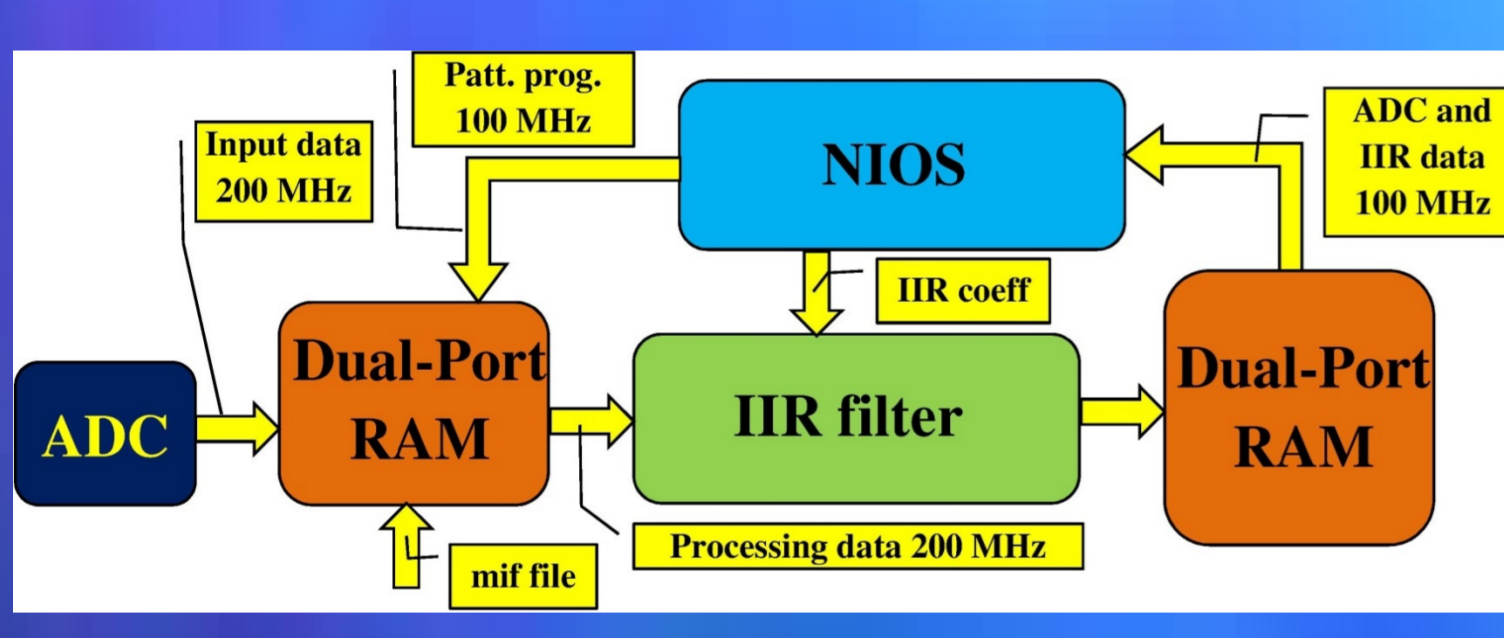 Patt. prog.
100 MHz
Input data
200 MHz
NIOS
ADC and
IIR data
100 MHz
IIR coeff
ADC
Dual-Port
RAM
IIR filter
Dual-Port
RAM
Processing data 200 MHz
mif file